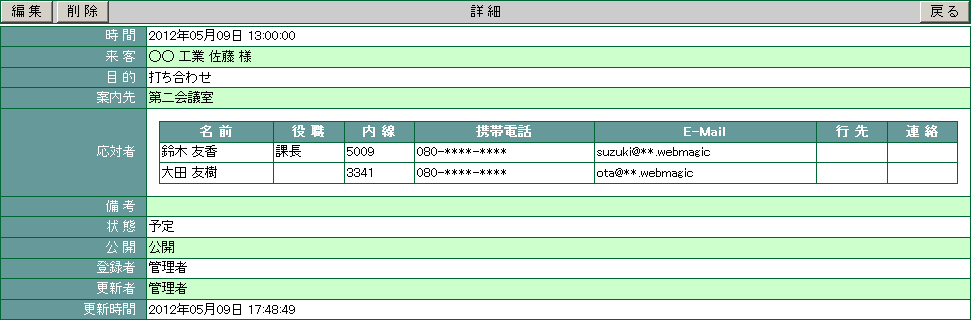 編 集 削 除 詳 細 戻 る
時 間 2012年05月09日 13:00:00
来 客 〇〇 工業 佐藤 様
目 的 打ち合わせ
案内先 第二会議室
応対者
名 前 役 職 内 線 携帯電話 E-Mail 行 先 連 絡
鈴木 友香 課長 5009 080-****-**** suzuki@**.webmagic
大田 友樹 3341 080-****-**** ota@**.webmagic
備 考
状 態 予定
公 開 公開
登録者 管理者
更新者 管理者
更新時間 2012年05月09日 17:48:49